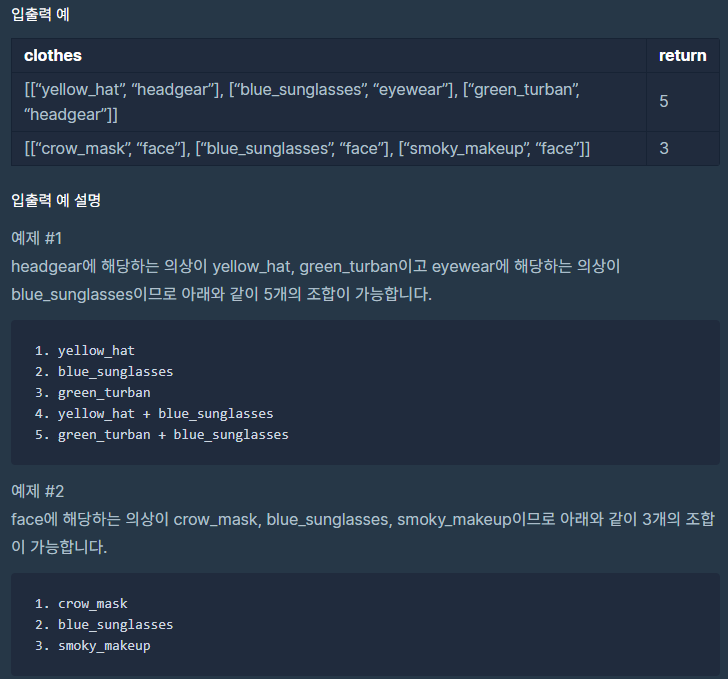 입출력 예
clothes return
[[“yellow_hat”, “headgear”], [“blue_sunglasses”, “eyewear”], [“green_turban”,
“headgear”]]
5
[[“crow_mask”, “face”], [“blue_sunglasses”, “face”], [“smoky_makeup”, “face”]] 3
입출력 예 설명
예제 #1
headgear에 해당하는 의상이 yellow_hat, green_turban이고 eyewear에 해당하는 의상이
blue_sunglasses이므로 아래와 같이 5개의 조합이 가능합니다.
1. yellow_hat
2. blue_sunglasses
3. green_turban
4. yellow_hat + blue_sunglasses
5. green_turban + blue_sunglasses
예제 #2
face에 해당하는 의상이 crow_mask, blue_sunglasses, smoky_makeup이므로 아래와 같이 3개의 조합
이 가능합니다.
1. crow_mask
2. blue_sunglasses
3. smoky_makeup